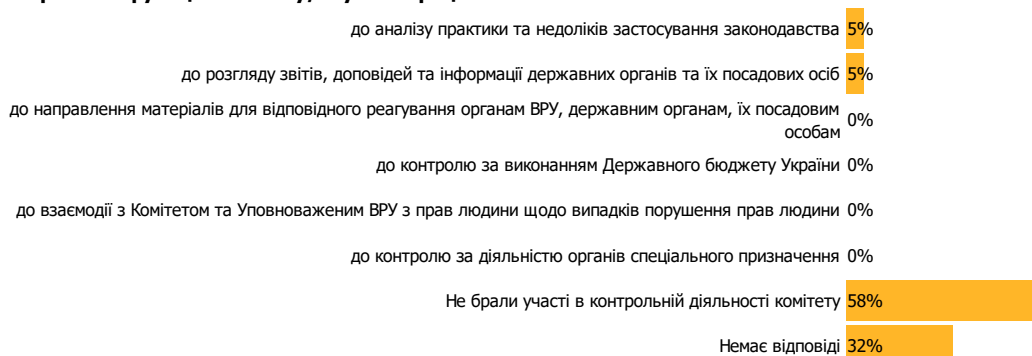 до аналізу практики та недоліків застосування законодавства 5%
до розгляду звітів, доповідей та інформації державних органів та їх посадових осіб 5%
до направлення матеріалів для відповідного реагування органам ВРУ, державним органам, їх посадовим
особам 0%
до контролю за виконанням Державного бюджету України 0%
до взаємодії з Комітетом та Уповноваженим ВРУ з прав людини щодо випадків порушення прав людини 0%
до контролю за діяльністю органів спеціального призначення 0%
Не брали участі в контрольній діяльності комітету 58%
Немає відповіді 32%